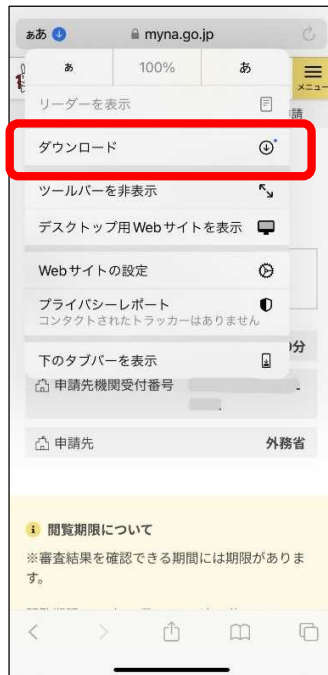 ああ myna.go.jp
あ 100% あ
メニュー
リーダーを表示
請
ダウンロード
ツールバーを非表示
デスクトップ用Webサイトを表示
Webサイトの設定
プライバシーレポート
コンタクトされたトラッカーはありません
分
下のタブバーを表示
申請先機関受付番号
申請先 外務省
閲覧期限について
※審査結果を確認できる期間には期限がありま
す。